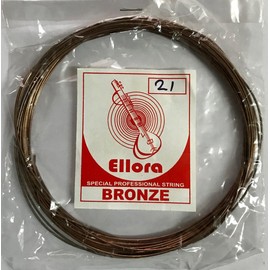 21
Ellora
SPECIAL PROFESSIONAL STRING
BRONZE